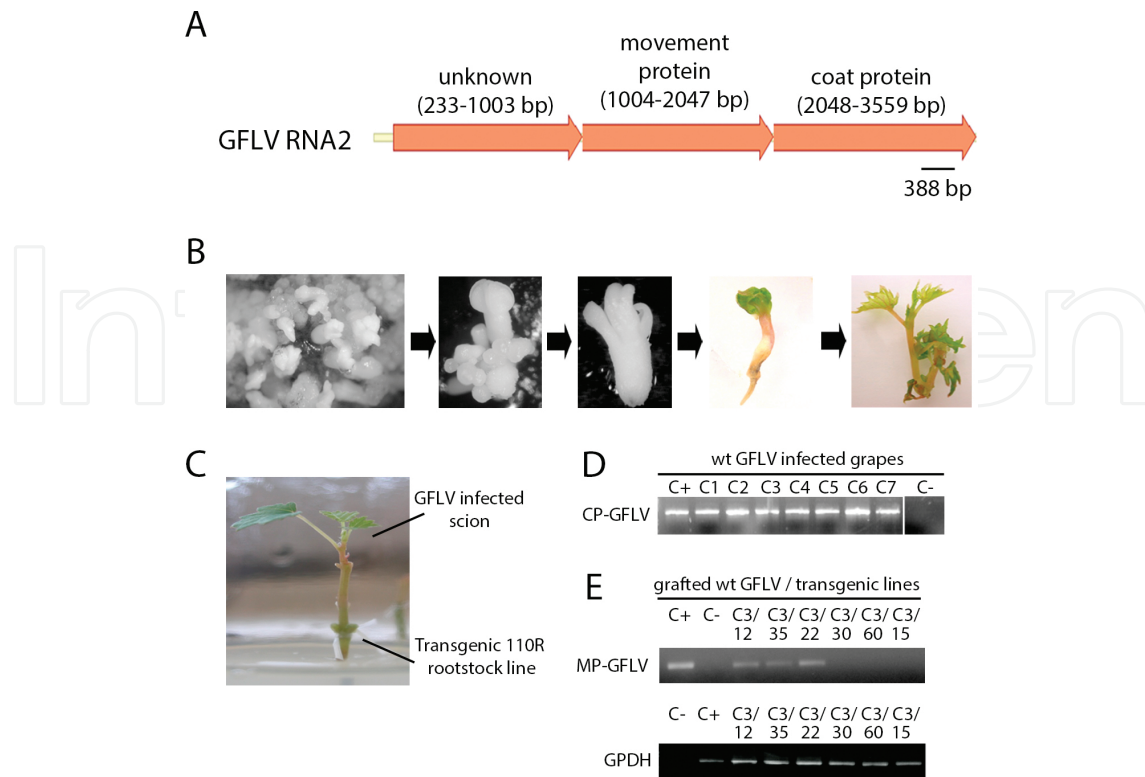 A
unknown
(233-1003 bp)
movement
protein
(1004-2047 bp)
coat protein
(2048-3559 bp)
GFLV RNA2
388 bp
B
C
GFLV infected
scion
Transgenic 110R
rootstock line
D
wt GFLV infected grapes
C+ C1 C2 C3 C4 C5 C6 C7 C-
CP-GFLV
E
grafted wt GFLV / transgenic lines
C+ C- C3/ C3/ C3/ C3/ C3/ C3/
12 35 22 30 60 15
MP-GFLV
C- C+ C3/ C3/ C3/ C3/ C3/ C3/
12 35 22 30 60 15
GPDH